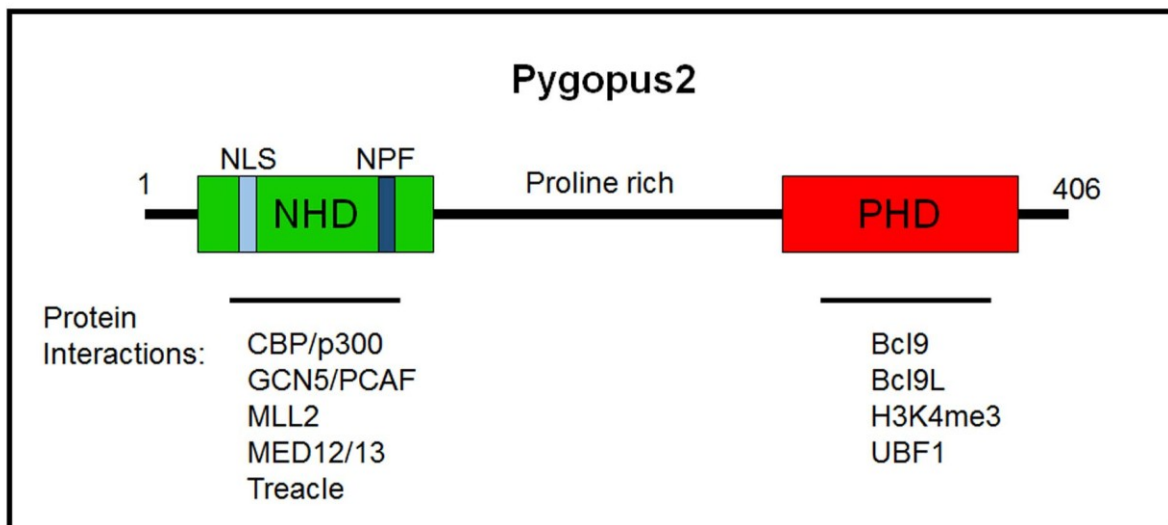 Pygopus2
NLS
NPF
1
Proline rich
406
NHD
PHD
Protein
Interactions:
CBP/p300
GCN5/PCAF
MLL2
MED12/13
Treacle
Bcl9
Bcl9L
H3K4me3
UBF1